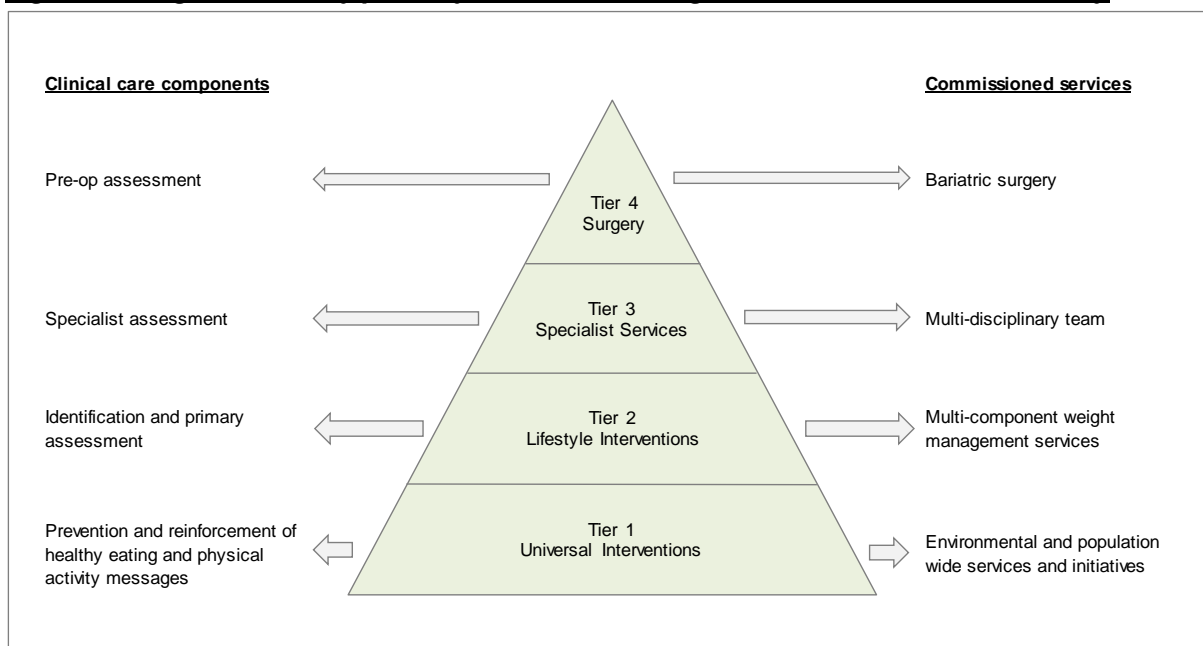 Clinical care components
Commissioned services
Pre-op assessment
Tier 4
Surgery
Bariatric surgery
Specialist assessment
Tier 3
Specialist Services
Multi-disciplinary team
Identification and primary
assessment
Tier 2
Lifestyle Interventions
Multi-component weight
management services
Prevention and reinforcement of
healthy eating and physical
activity messages
Tier 1
Universal Interventions
Environmental and population
wide services and initiatives